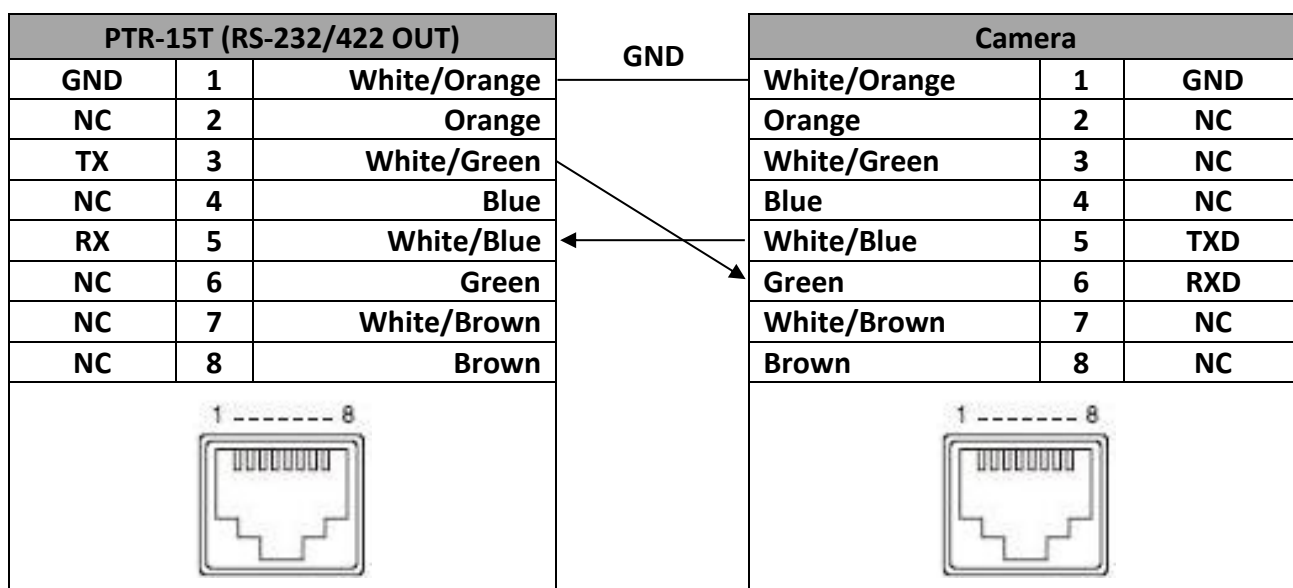 PTR-15T (RS-232/422 OUT) GND Camera
GND 1 White/Orange White/Orange 1 GND
NC 2 Orange Orange 2 NC
TX 3 White/Green White/Green 3 NC
NC 4 Blue Blue 4 NC
RX 5 White/Blue White/Blue 5 TXD
NC 6 Green Green 6 RXD
NC 7 White/Brown White/Brown 7 NC
NC 8 Brown Brown 8 NC
1 ------- 8 1 ------- 8